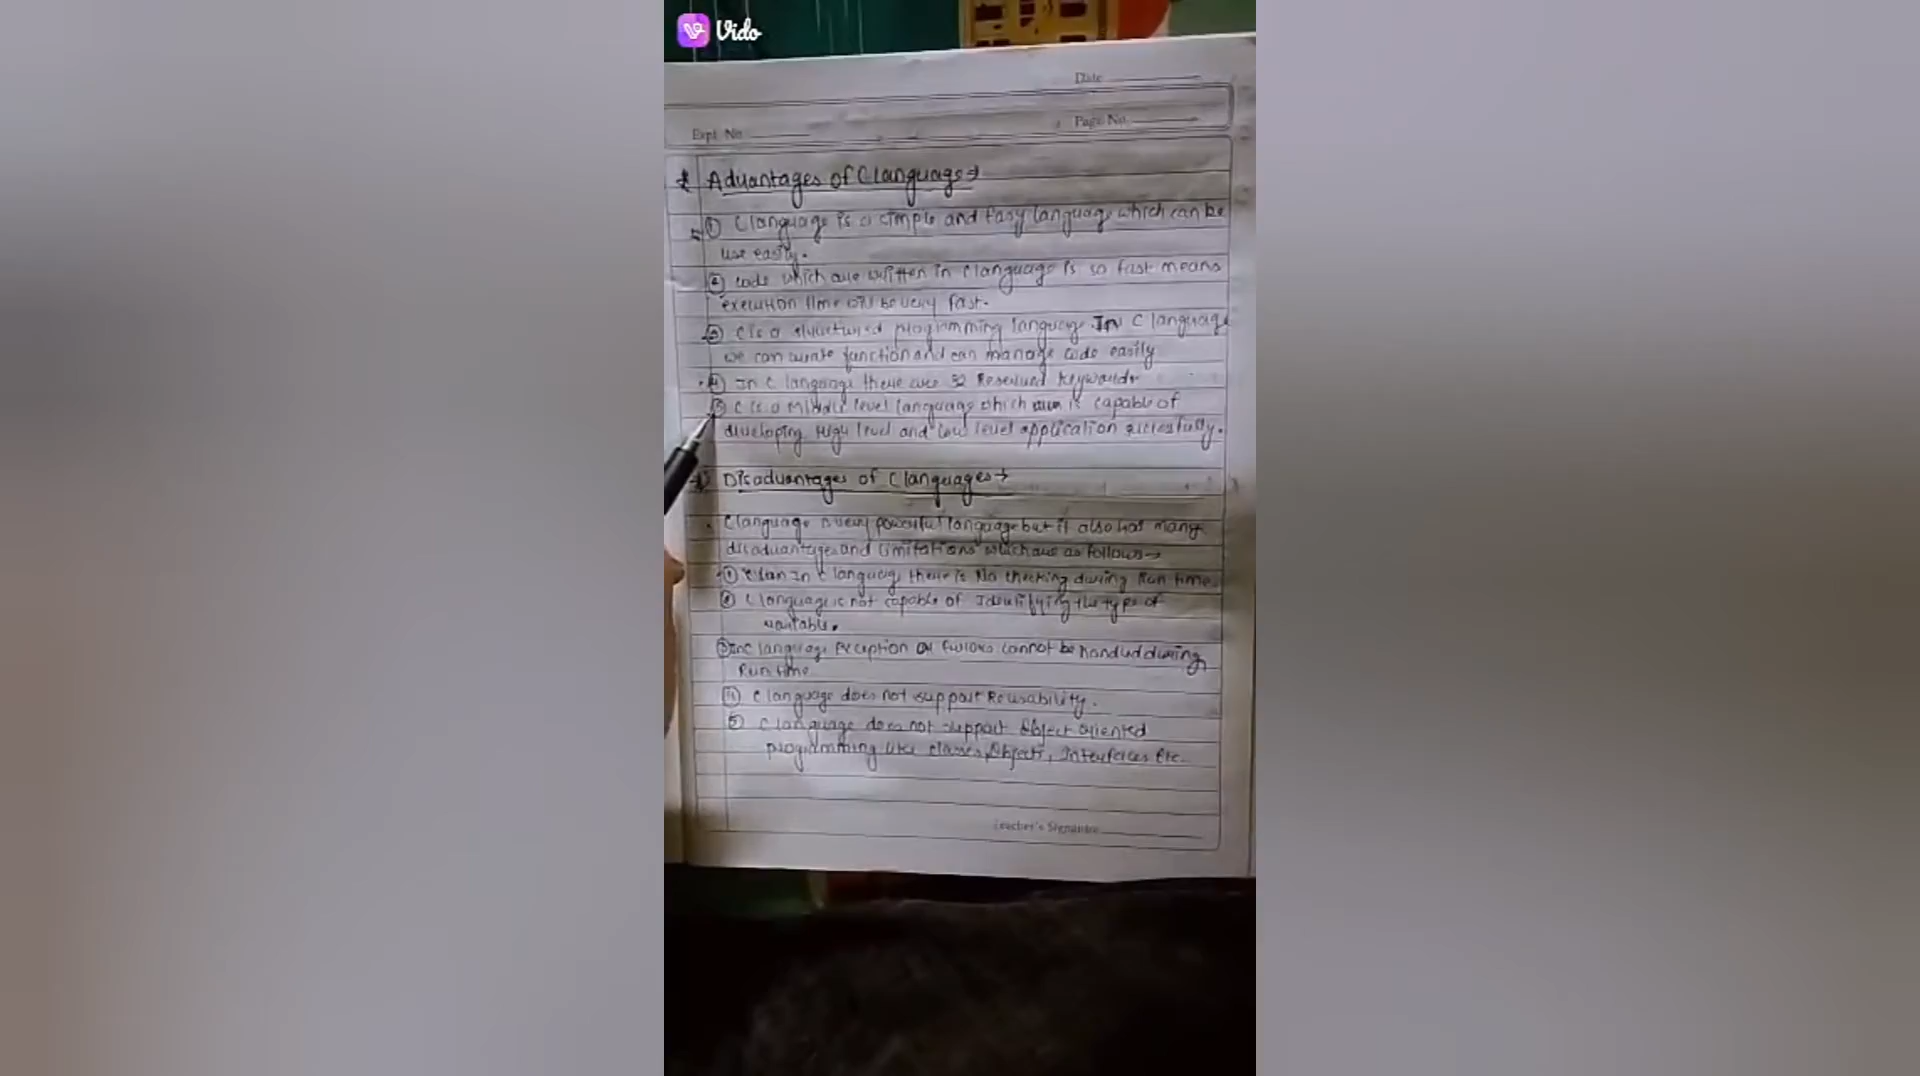 Vido
Date
Expt. No.
Page No.
* Advantages of C language →
① C language is a simple and Easy language which can be
use easily.
② Code which are written in C language is so fast means
execution time will be very fast.
③ C is a structured programming language. In C language
we can create function and can manage code easily
④ In C language there are 32 Reserved Keywords
⑤ C is a Middle level language which is capable of
developing High level and low level application successfully.
Disadvantages of C languages →
C language is very powerful language but it also has many
disadvantages and limitations which are as follows →
① In C language there is No checking during Run time.
② C language is not capable of Identifying the type of
variable.
③ In C language Exception or cannot be handled during
Run time
④ C language does not support Reusability.
⑤ C language does not support Object oriented
programming like classes, Objects, Interfaces Etc.
Teacher's Signature